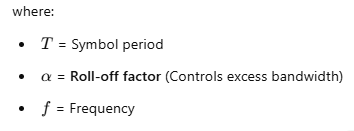 where:
• T = Symbol period
• α = Roll-off factor (Controls excess bandwidth)
• f = Frequency